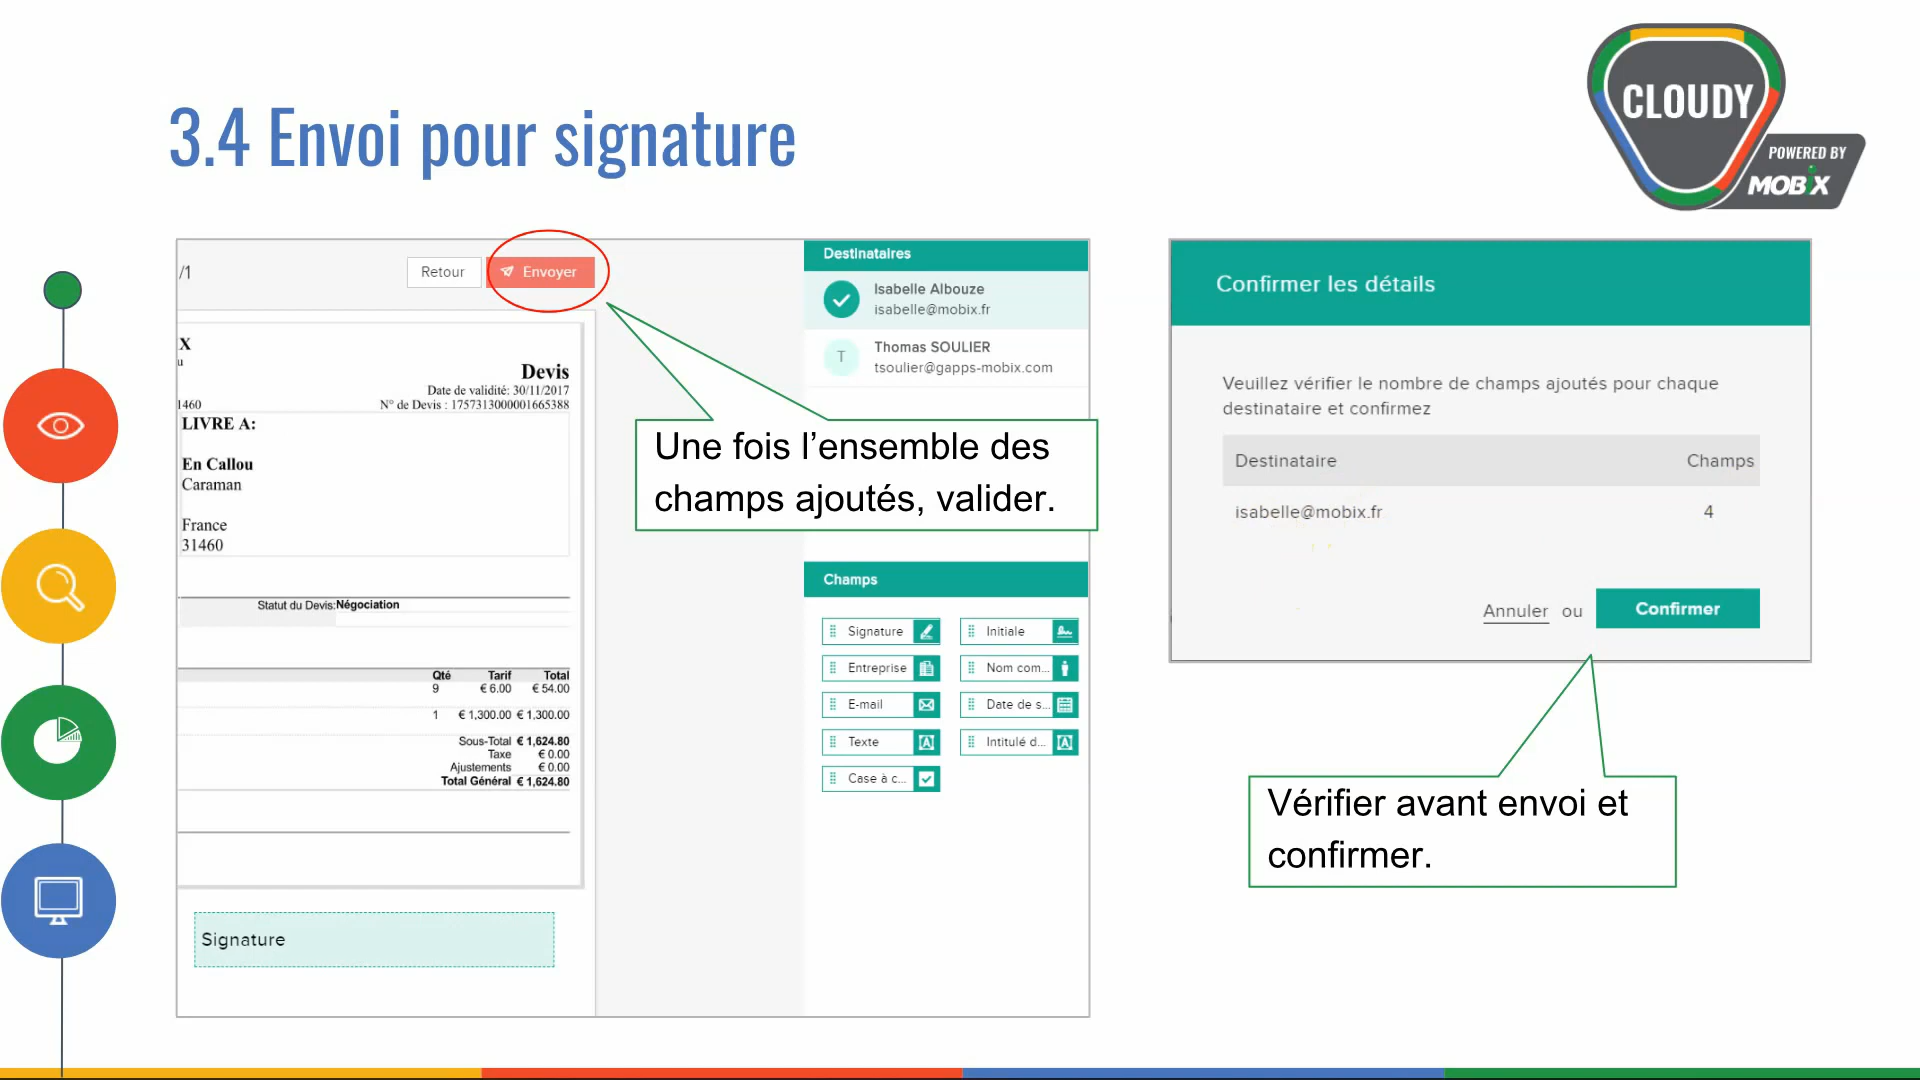 3.4 Envoi pour signature
CLOUDY
POWERED BY
MOBIX
/1
Retour
Envoyer
X
u
Devis
Date de validité: 30/11/2017
1460
N° de Devis : 1757313000001665388
LIVRE A:
En Callou
Caraman
France
31460
Statut du Devis:Négociation
Qté Tarif Total
9 € 6.00 € 54.00
1 € 1,300.00 € 1,300.00
Sous-Total € 1,624.80
Taxe € 0.00
Ajustements € 0.00
Total Général € 1,624.80
Signature
Destinataires
Isabelle Albouze
isabelle@mobix.fr
T
Thomas SOULIER
tsoulier@gapps-mobix.com
Une fois l’ensemble des
champs ajoutés, valider.
Champs
Signature Initiale
Entreprise Nom com...
E-mail Date de s...
Texte Intitulé d...
Case à c...
Confirmer les détails
Veuillez vérifier le nombre de champs ajoutés pour chaque
destinataire et confirmez
Destinataire Champs
isabelle@mobix.fr 4
Annuler ou Confirmer
Vérifier avant envoi et
confirmer.